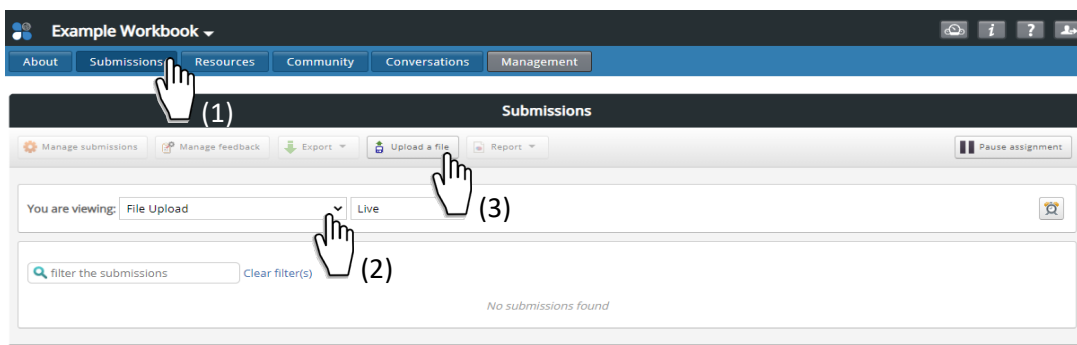 Example Workbook
i ?
About Submissions Resources Community Conversations Management
(1)
Submissions
Manage submissions Manage feedback Export Upload a file Report Pause assignment
You are viewing: File Upload Live
(3)
filter the submissions Clear filter(s)
(2)
No submissions found